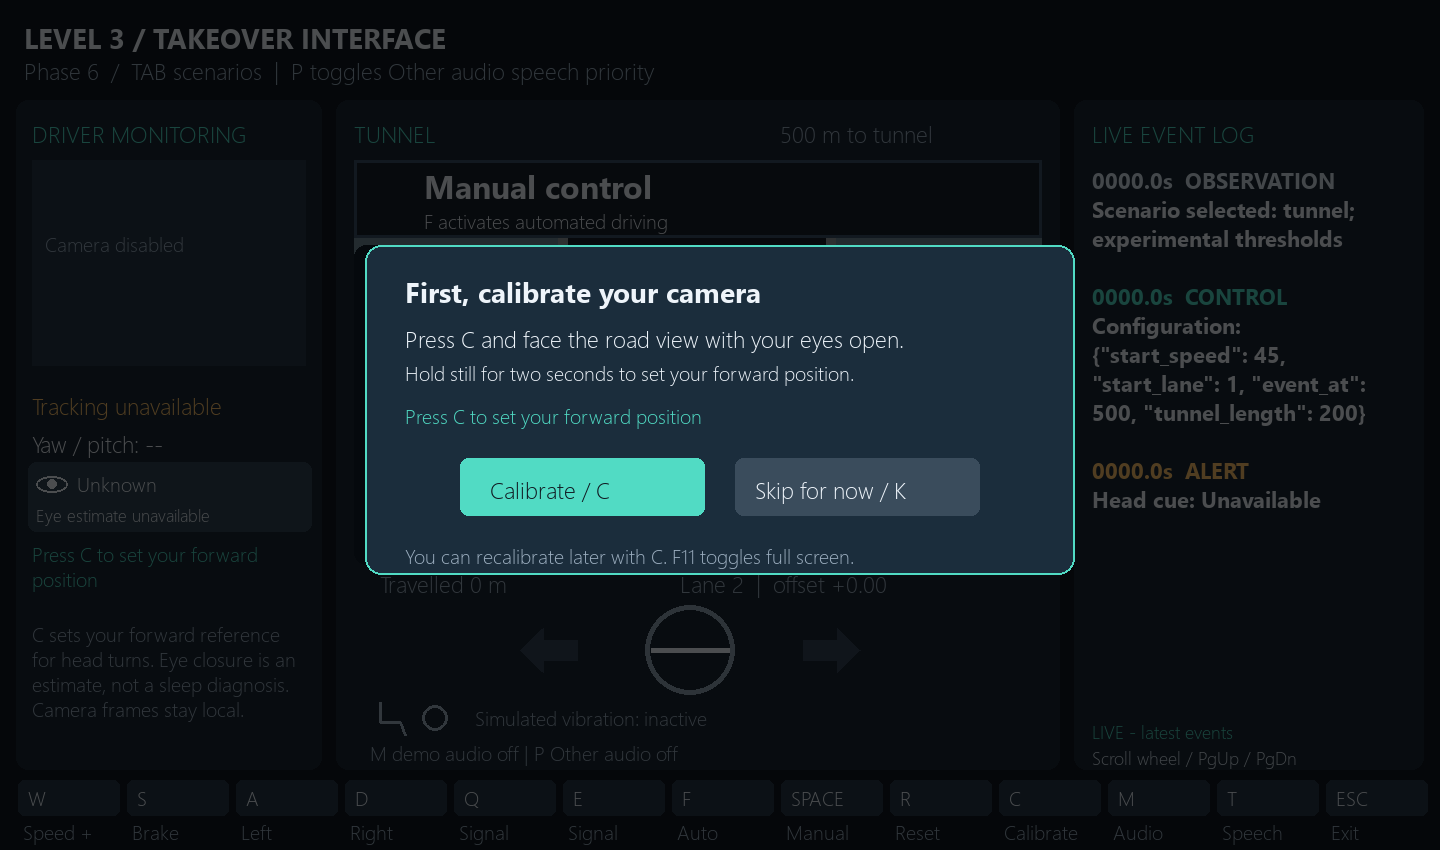 LEVEL 3 / TAKEOVER INTERFACE
Phase 6 / TAB scenarios | P toggles Other audio speech priority
DRIVER MONITORING
Camera disabled
Tracking unavailable
Yaw / pitch: --
Unknown
Eye estimate unavailable
Press C to set your forward
position
C sets your forward reference
for head turns. Eye closure is an
estimate, not a sleep diagnosis.
Camera frames stay local.
TUNNEL
500 m to tunnel
Manual control
F activates automated driving
First, calibrate your camera
Press C and face the road view with your eyes open.
Hold still for two seconds to set your forward position.
Press C to set your forward position
Calibrate / C
Skip for now / K
You can recalibrate later with C. F11 toggles full screen.
Travelled 0 m
Lane 2 | offset +0.00
Simulated vibration: inactive
M demo audio off | P Other audio off
LIVE EVENT LOG
0000.0s OBSERVATION
Scenario selected: tunnel;
experimental thresholds
0000.0s CONTROL
Configuration:
{"start_speed": 45,
"start_lane": 1, "event_at":
500, "tunnel_length": 200}
0000.0s ALERT
Head cue: Unavailable
LIVE - latest events
Scroll wheel / PgUp / PgDn
W
Speed +
S
Brake
A
Left
D
Right
Q
Signal
E
Signal
F
Auto
SPACE
Manual
R
Reset
C
Calibrate
M
Audio
T
Speech
ESC
Exit